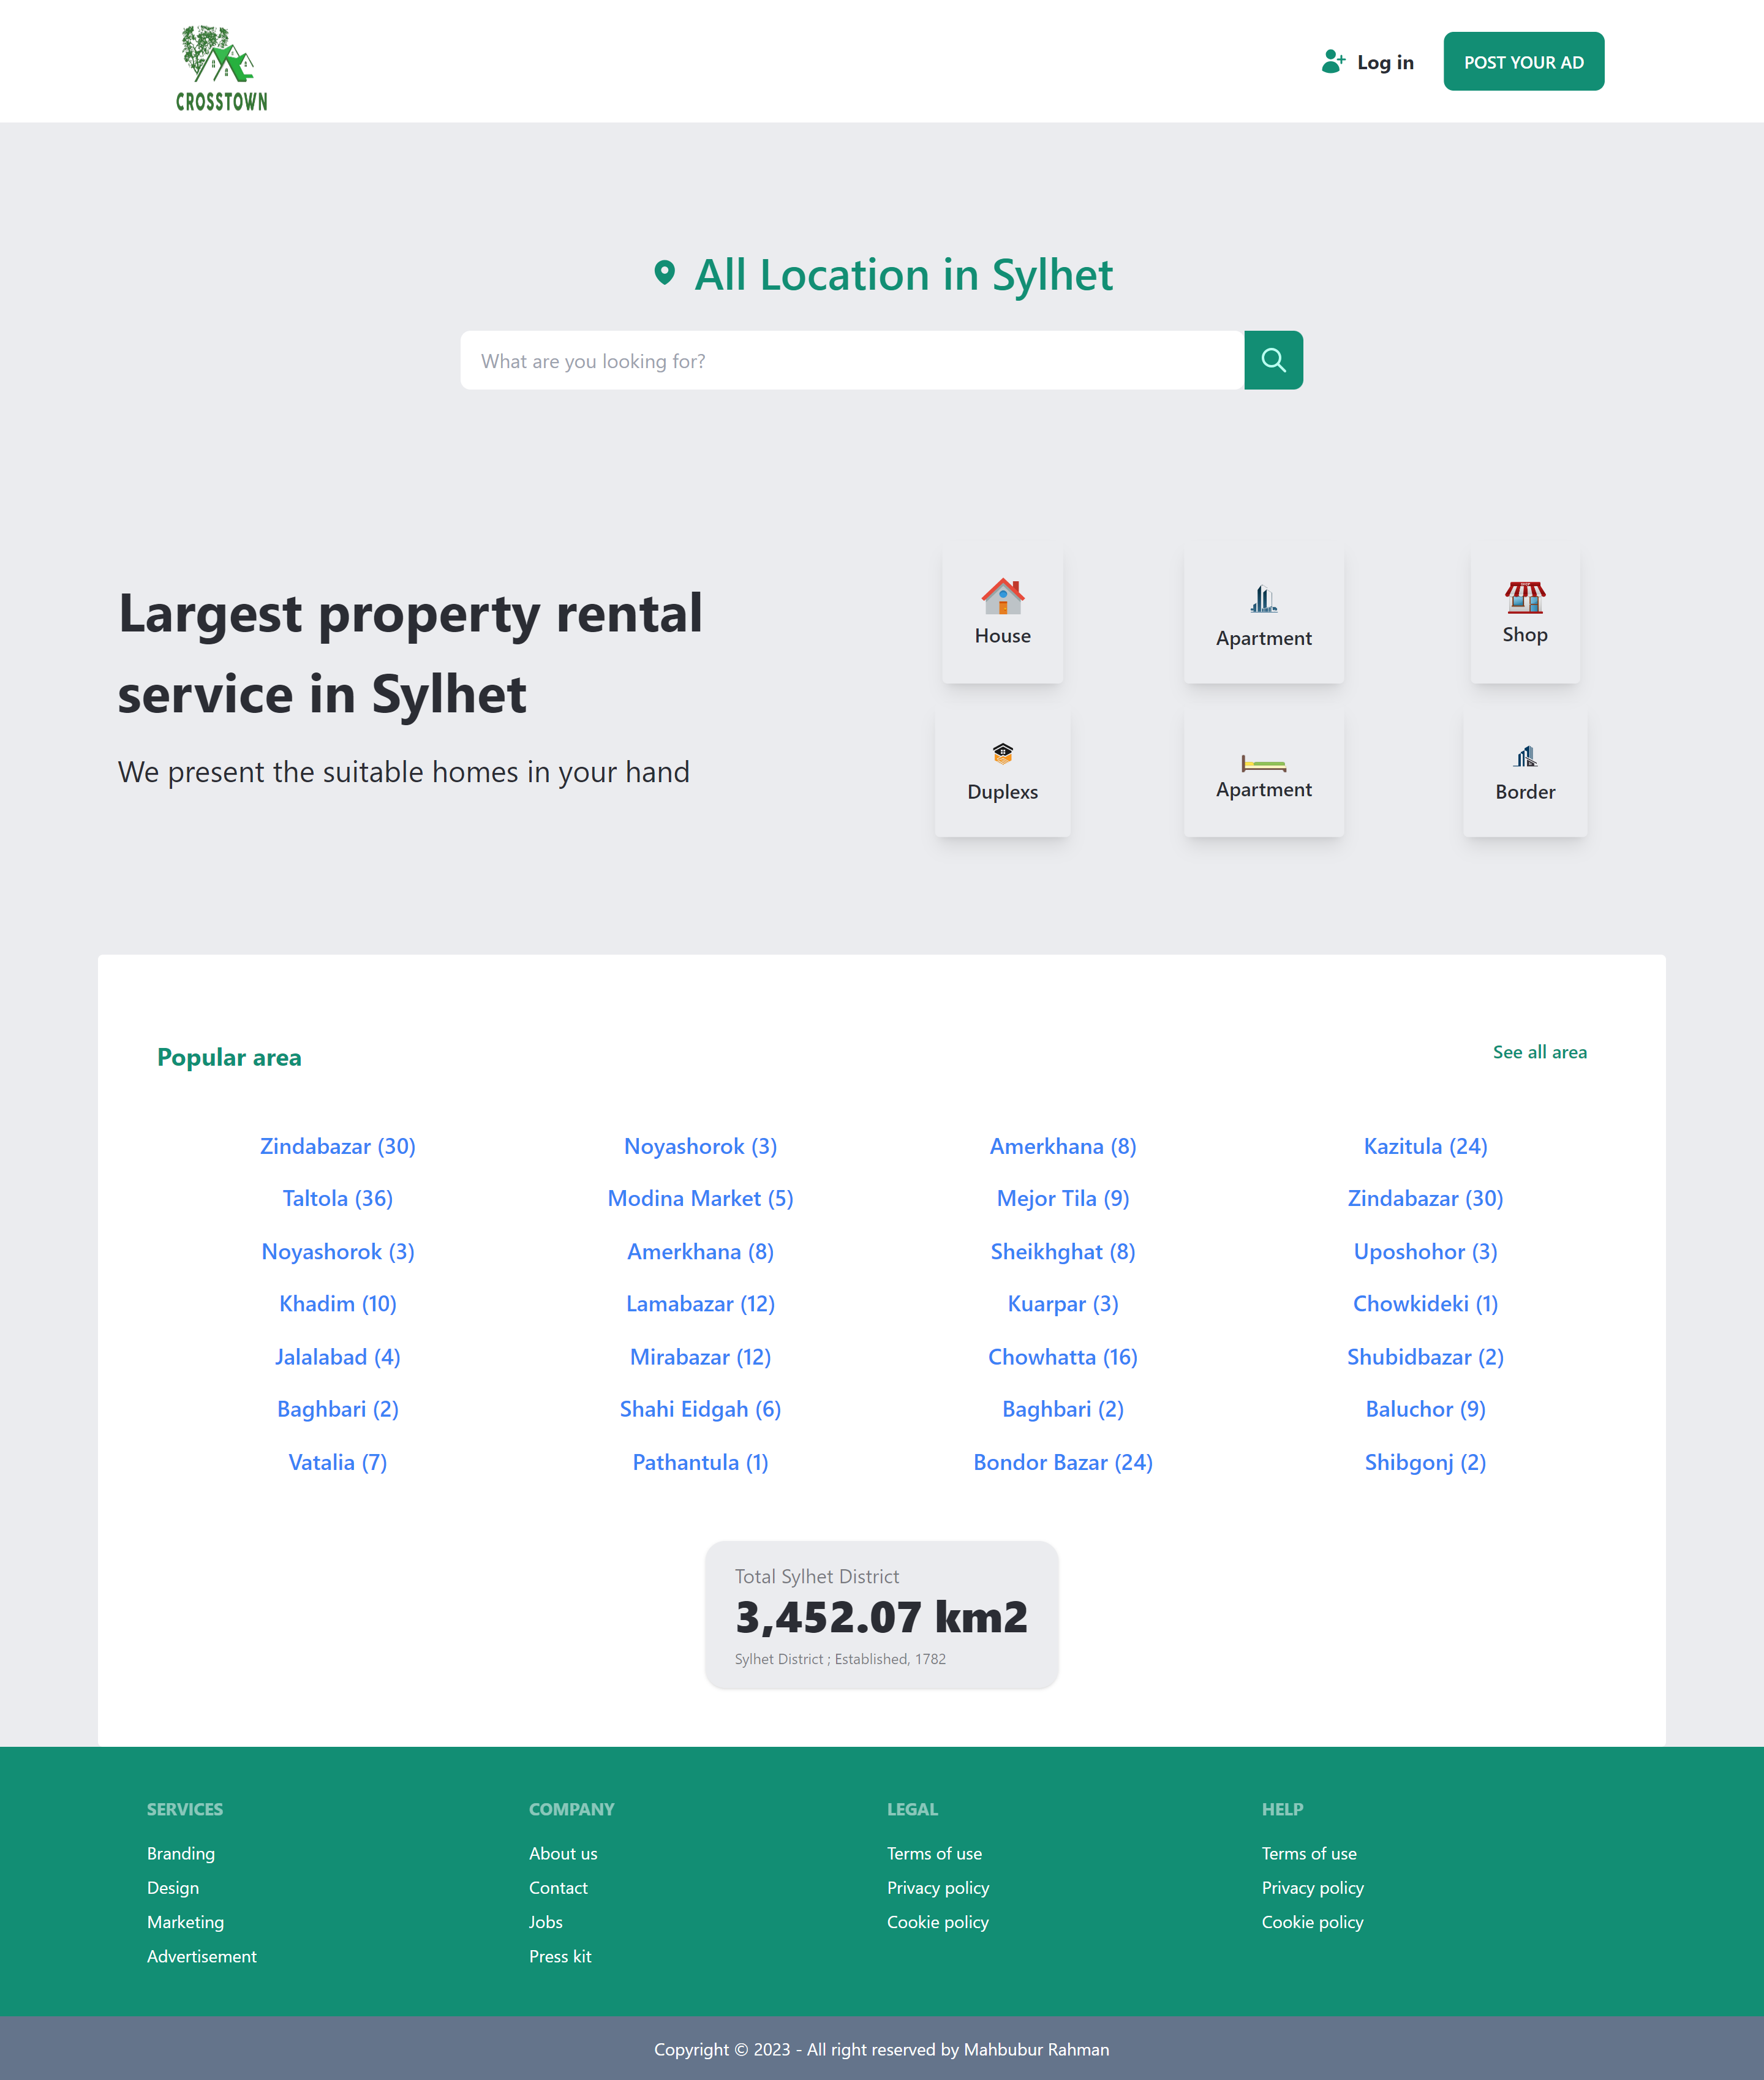 CROSSTOWN
Log in
POST YOUR AD
All Location in Sylhet
What are you looking for?
Largest property rental
service in Sylhet
We present the suitable homes in your hand
House
Apartment
Shop
Duplexs
Apartment
Border
Popular area
See all area
Zindabazar (30)
Noyashorok (3)
Amerkhana (8)
Kazitula (24)
Taltola (36)
Modina Market (5)
Mejor Tila (9)
Zindabazar (30)
Noyashorok (3)
Amerkhana (8)
Sheikhghat (8)
Uposhohor (3)
Khadim (10)
Lamabazar (12)
Kuarpar (3)
Chowkideki (1)
Jalalabad (4)
Mirabazar (12)
Chowhatta (16)
Shubidbazar (2)
Baghbari (2)
Shahi Eidgah (6)
Baghbari (2)
Baluchor (9)
Vatalia (7)
Pathantula (1)
Bondor Bazar (24)
Shibgonj (2)
Total Sylhet District
3,452.07 km2
Sylhet District ; Established, 1782
SERVICES
Branding
Design
Marketing
Advertisement
COMPANY
About us
Contact
Jobs
Press kit
LEGAL
Terms of use
Privacy policy
Cookie policy
HELP
Terms of use
Privacy policy
Cookie policy
Copyright © 2023 - All right reserved by Mahbubur Rahman